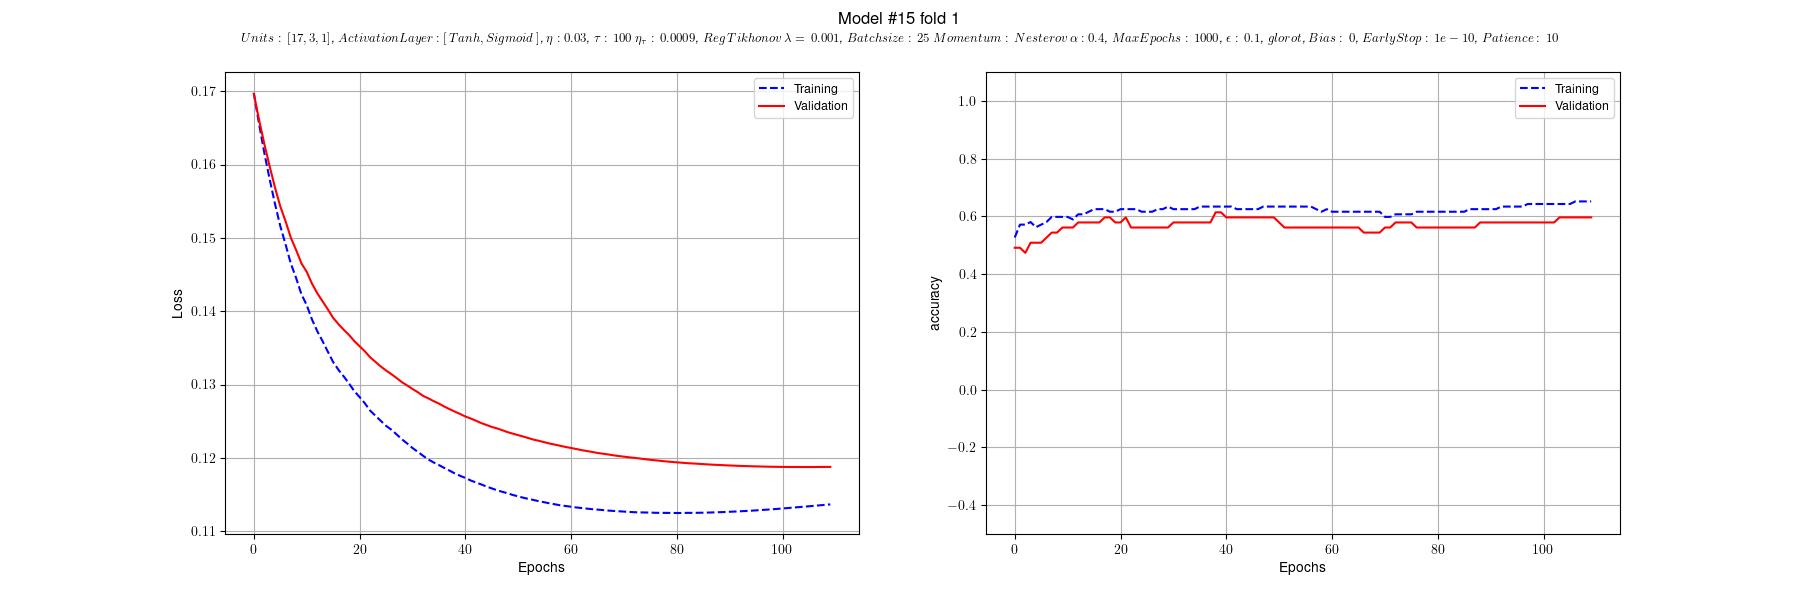 Model #15 fold 1
Units : [17, 3, 1], ActivationLayer : [ Tanh, Sigmoid ], η : 0.03, τ : 100 ητ : 0.0009, Reg Tikhonov λ = 0.001, Batchsize : 25 Momentum : Nesterov α : 0.4, MaxEpochs : 1000, ϵ : 0.1, glorot, Bias : 0, EarlyStop : 1e − 10, Patience : 10
Training
Validation
0.17
0.16
0.15
0.14
0.13
0.12
0.11
Loss
0
20
40
60
80
100
Epochs
Training
Validation
1.0
0.8
0.6
0.4
0.2
0.0
−0.2
−0.4
accuracy
0
20
40
60
80
100
Epochs